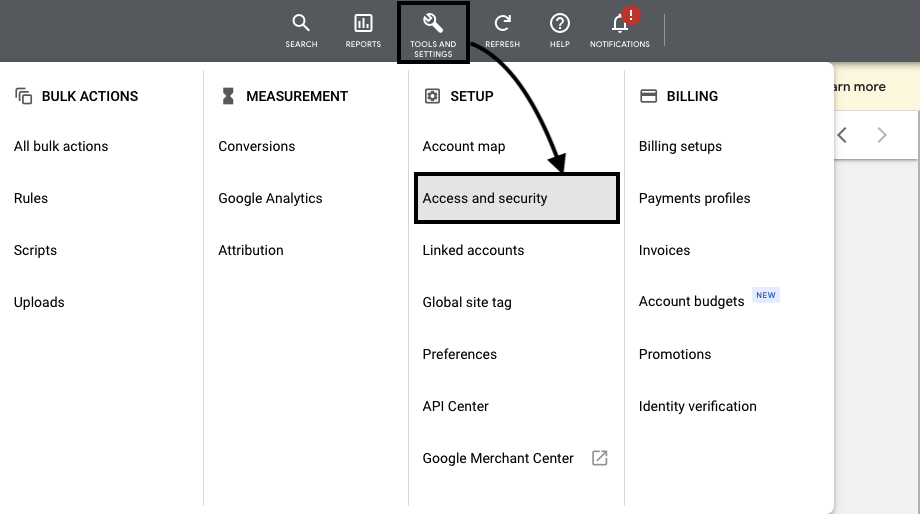 SEARCH
REPORTS
TOOLS AND
SETTINGS
REFRESH
HELP
!
NOTIFICATIONS
arn more
BULK ACTIONS
All bulk actions
Rules
Scripts
Uploads
MEASUREMENT
Conversions
Google Analytics
Attribution
SETUP
Account map
Access and security
Linked accounts
Global site tag
Preferences
API Center
Google Merchant Center
BILLING
Billing setups
Payments profiles
Invoices
Account budgets NEW
Promotions
Identity verification